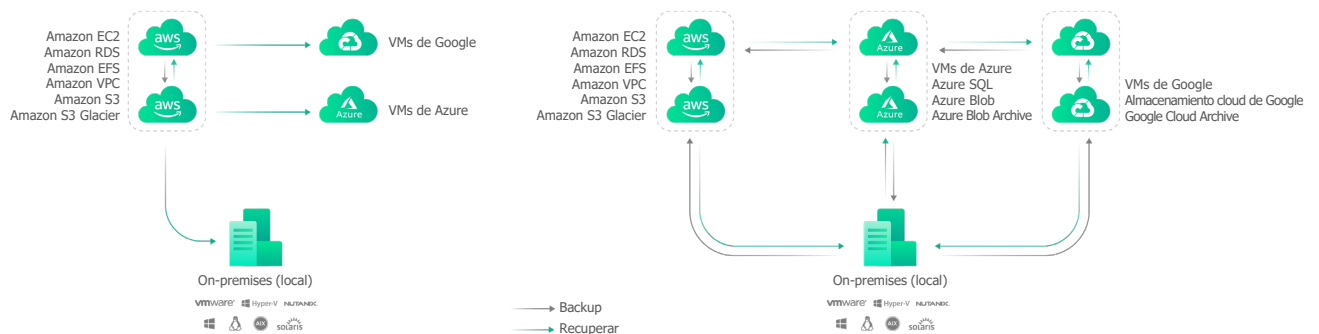 aws
Amazon EC2
Amazon RDS
Amazon EFS
Amazon VPC
Amazon S3
Amazon S3 Glacier
aws
VMs de Google
Azure
VMs de Azure
On-premises (local)
vmware Hyper-V NUTANIX
AIX solaris
Backup
Recuperar
aws
Amazon EC2
Amazon RDS
Amazon EFS
Amazon VPC
Amazon S3
Amazon S3 Glacier
aws
Azure
VMs de Azure
Azure SQL
Azure Blob
Azure Blob Archive
Azure
VMs de Google
Almacenamiento cloud de Google
Google Cloud Archive
On-premises (local)
vmware Hyper-V NUTANIX
AIX solaris